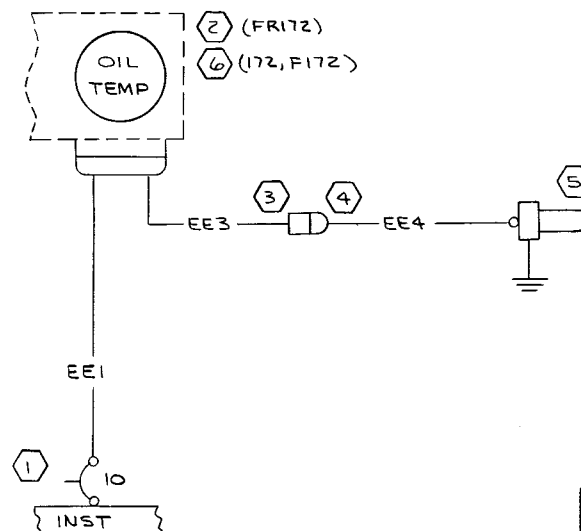 2 (FR172)
OIL
TEMP
6 (172, F172)
3
4
5
EE3
EE4
EE1
1
10
INST